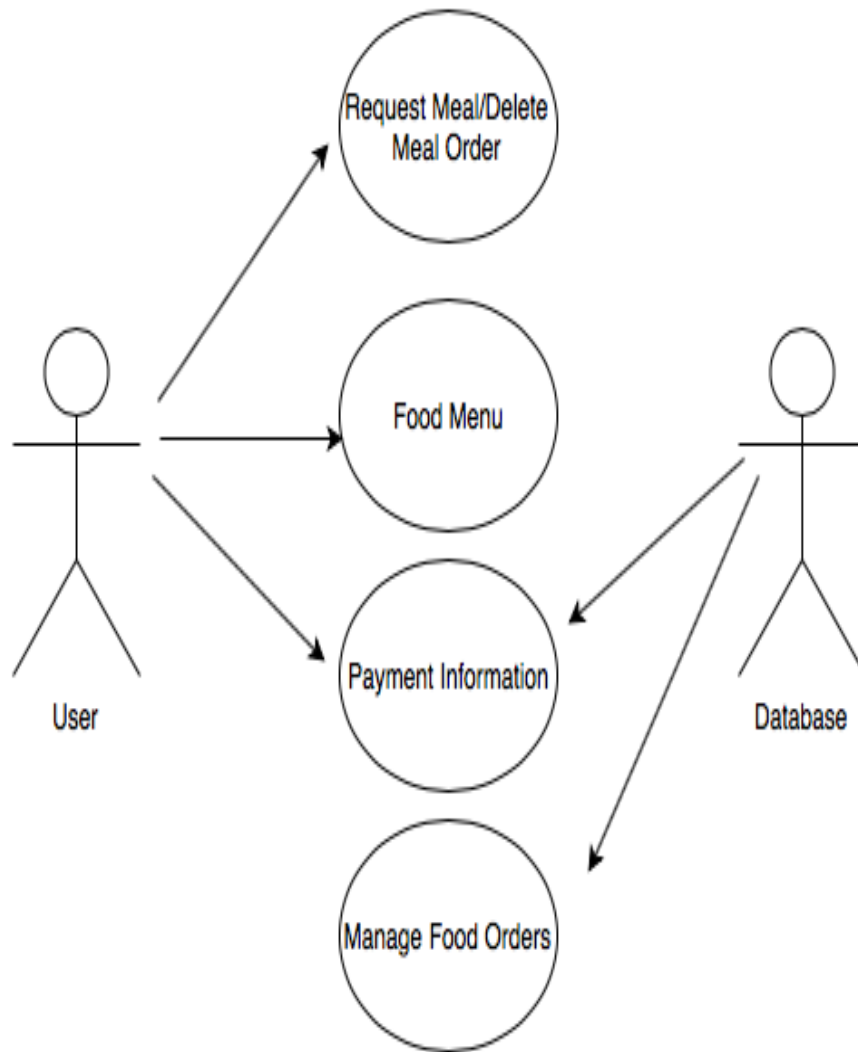 Request Meal/Delete
Meal Order
Food Menu
Payment Information
User
Database
Manage Food Orders